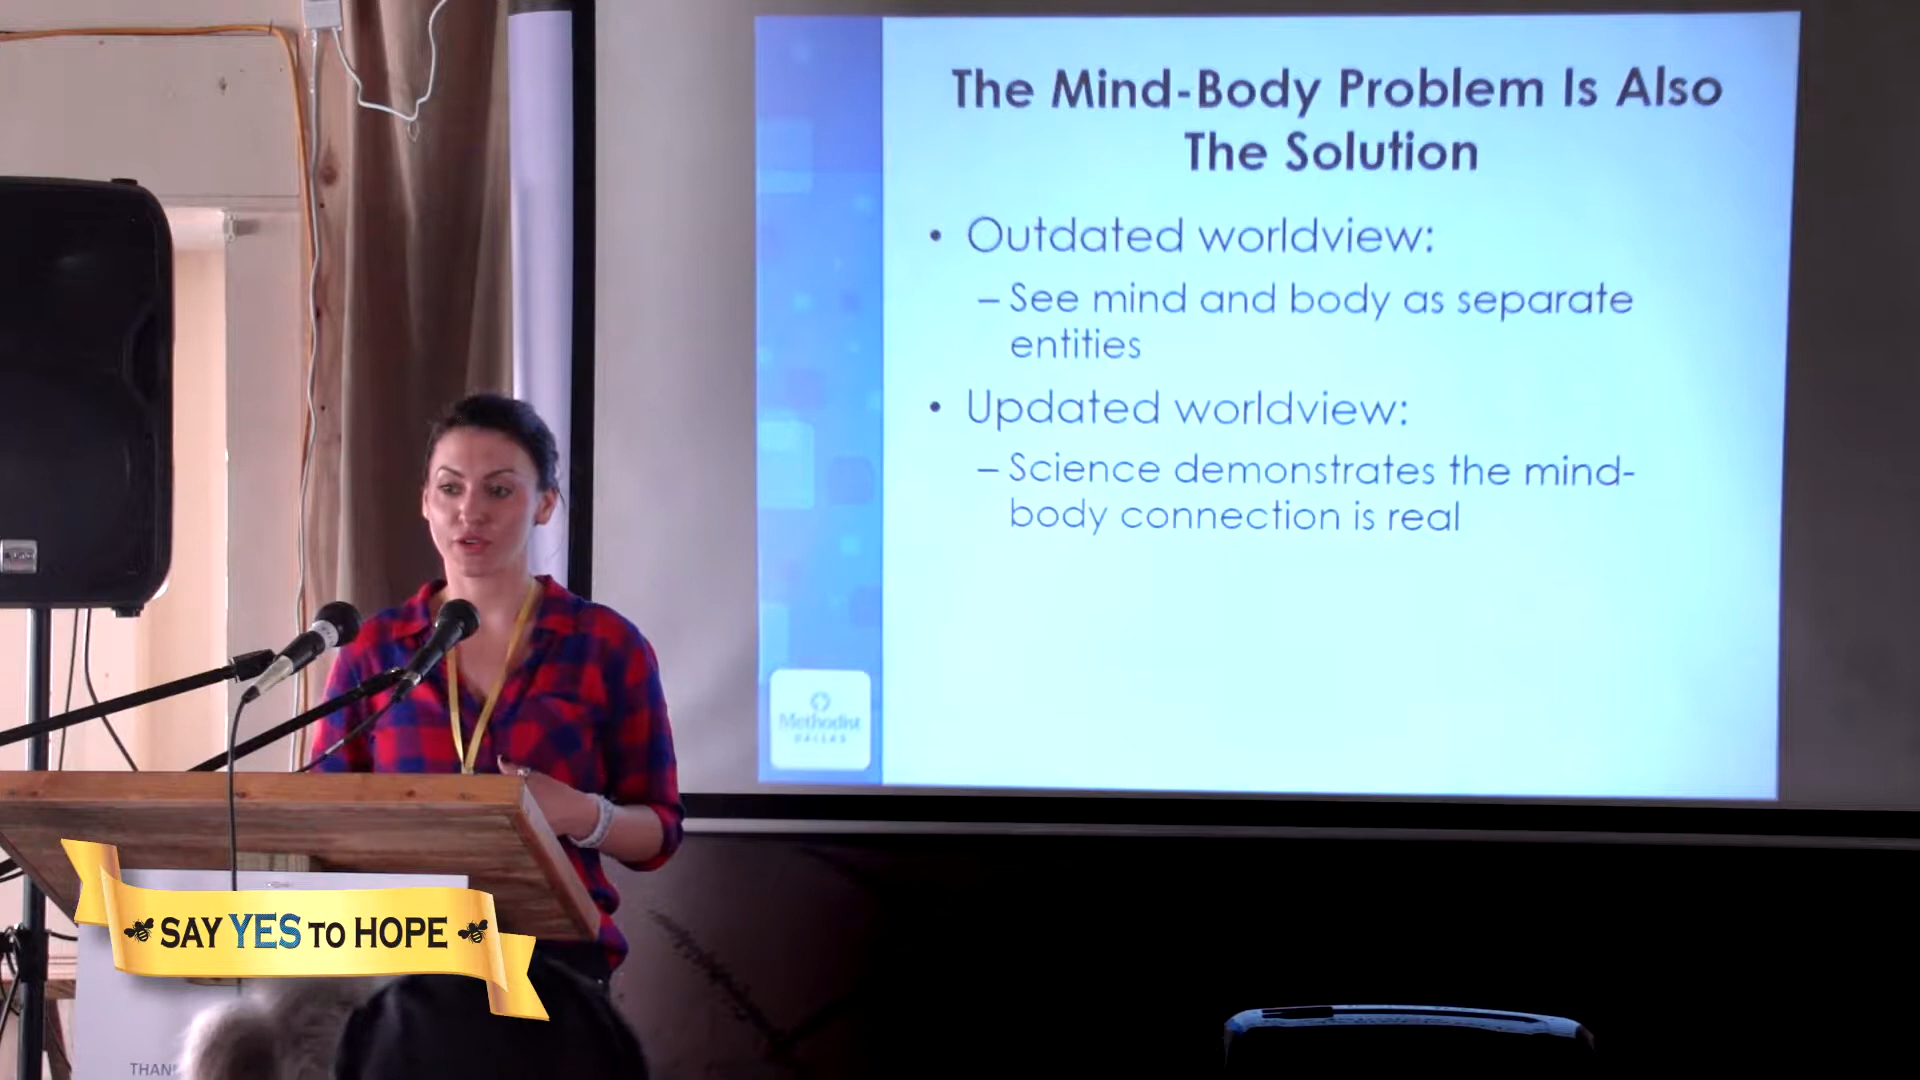 The Mind-Body Problem Is Also
The Solution
• Outdated worldview:
– See mind and body as separate
entities
• Updated worldview:
– Science demonstrates the mind-
body connection is real
Methodist
DALLAS
SAY YES TO HOPE
THAN